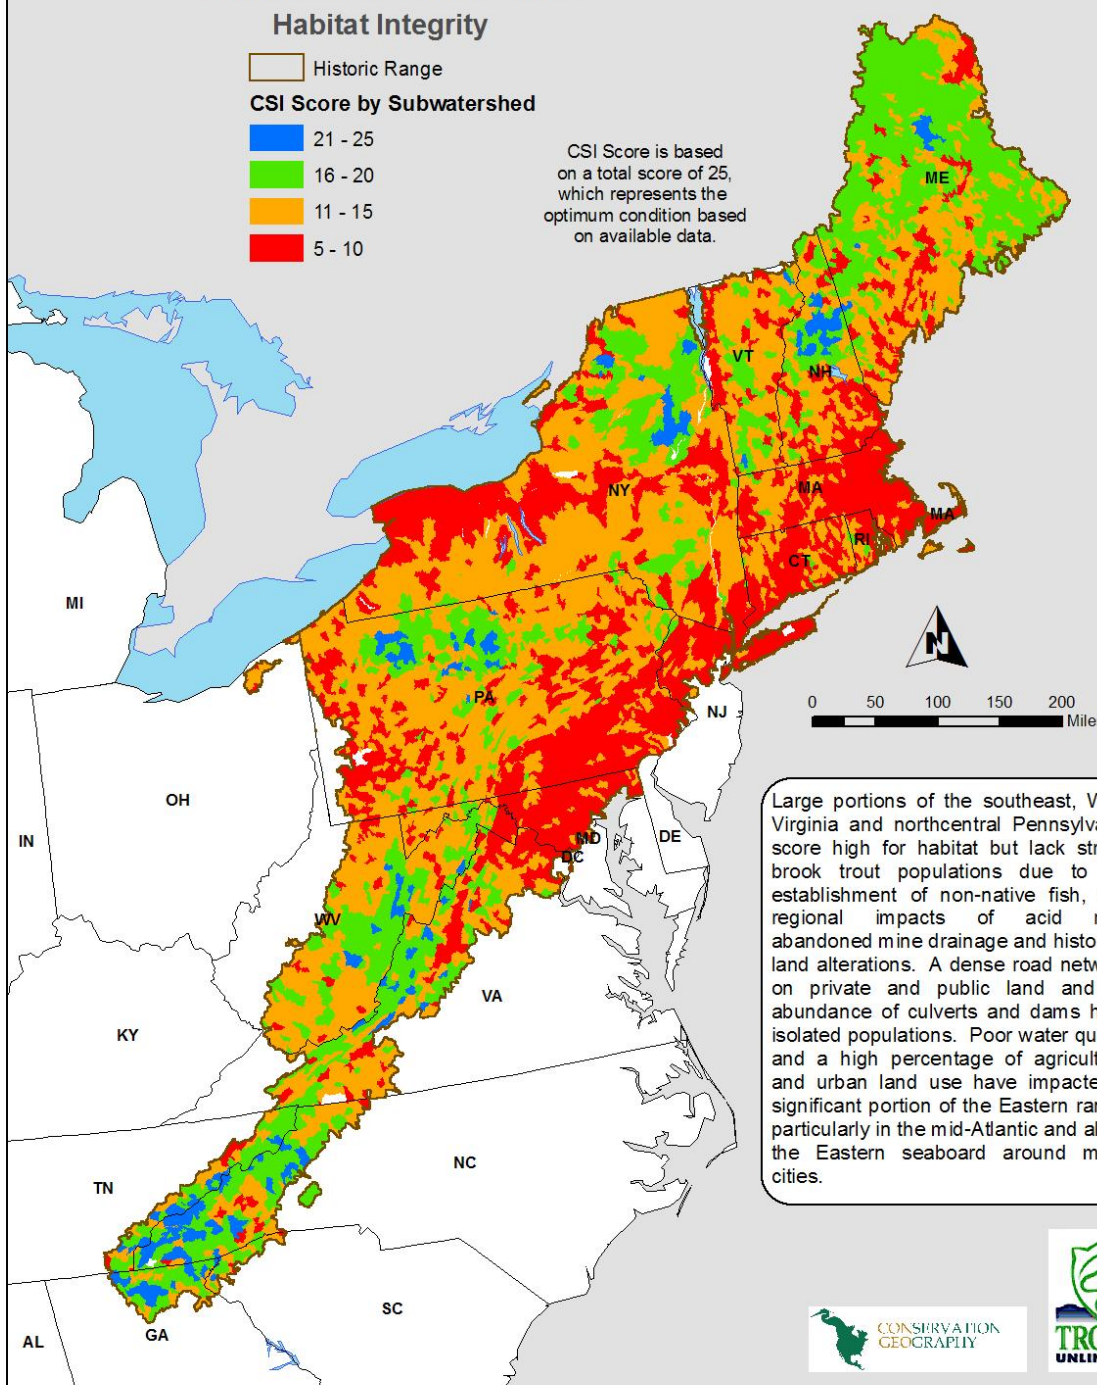 Habitat Integrity
Historic Range
CSI Score by Subwatershed
21 - 25
16 - 20
11 - 15
5 - 10
CSI Score is based
on a total score of 25,
which represents the
optimum condition based
on available data.
ME
VT
NH
NY
MA
MA
RI
CT
MI
N
PA
NJ
0 50 100 150 200
Mile
OH
IN
MD
DE
DC
WV
VA
KY
NC
TN
SC
GA
AL
Large portions of the southeast, W
Virginia and northcentral Pennsylva
score high for habitat but lack str
brook trout populations due to
establishment of non-native fish,
regional impacts of acid m
abandoned mine drainage and histo
land alterations. A dense road netw
on private and public land and
abundance of culverts and dams h
isolated populations. Poor water qu
and a high percentage of agricult
and urban land use have impacte
significant portion of the Eastern ran
particularly in the mid-Atlantic and al
the Eastern seaboard around m
cities.
CONSERVATION
GEOGRAPHY
TRO
UNLIN